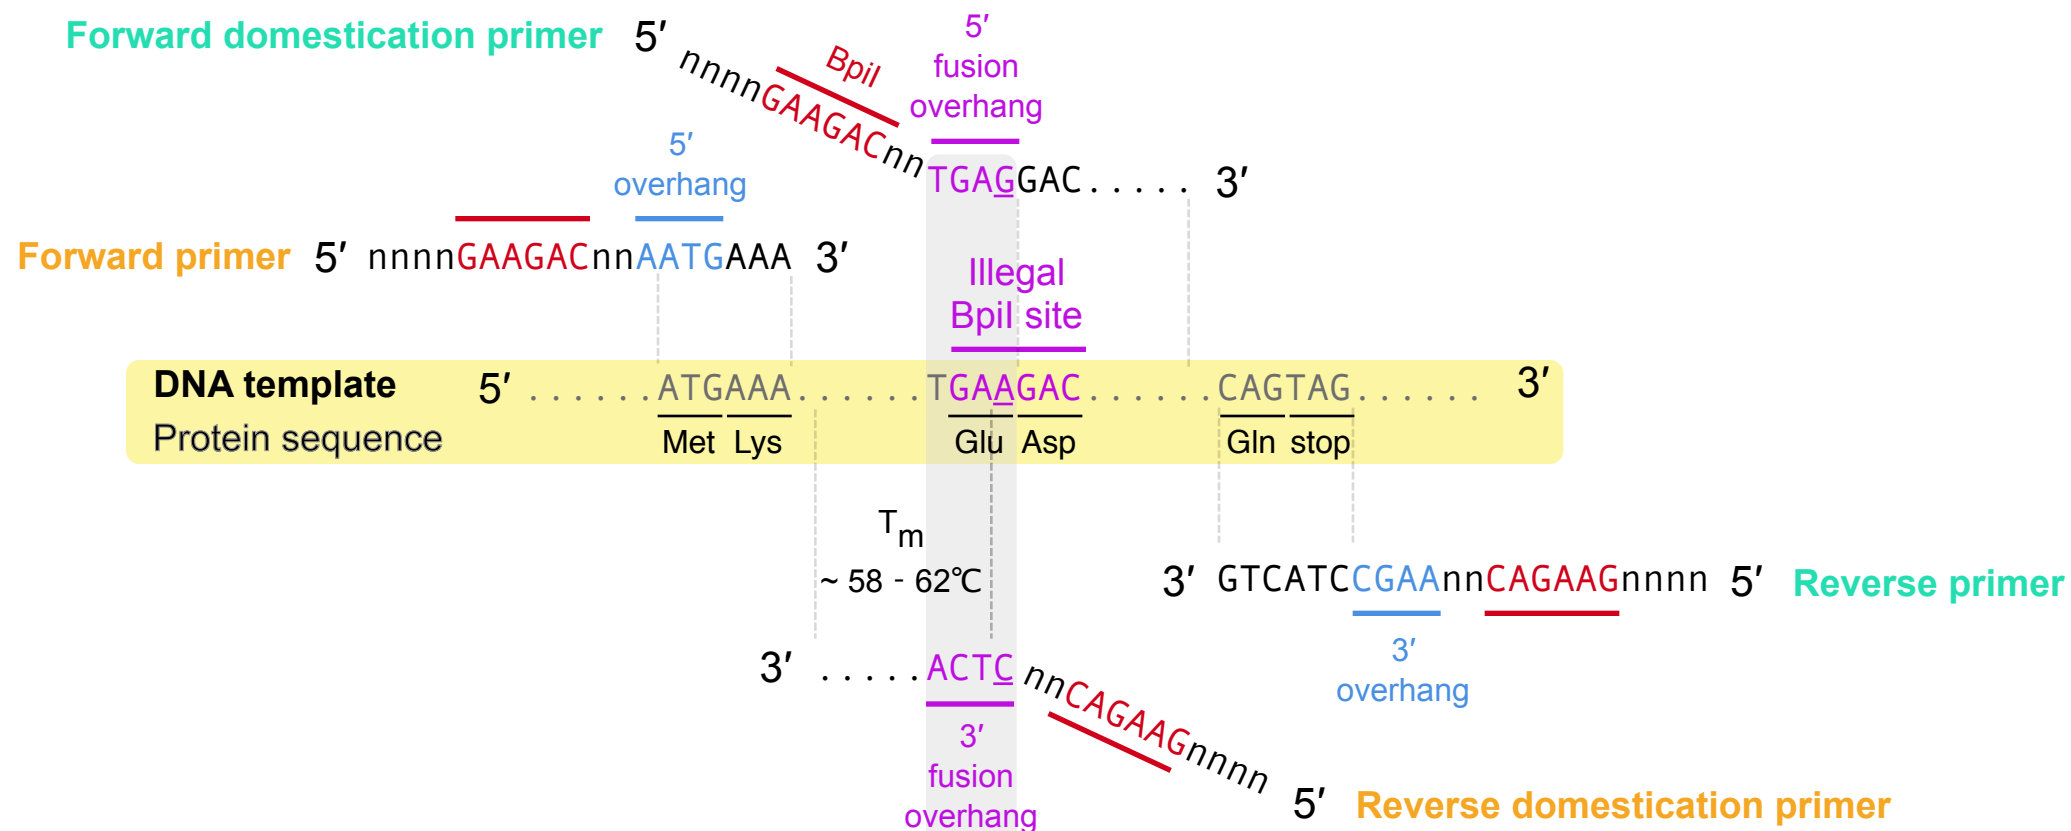 Forward domestication primer 5′ nnnnGAAGACnnTGAGGAC..... 3′
BpiI
5′
fusion
overhang
5′
overhang
Forward primer 5′ nnnnGAAGACnnAATGAAA 3′
Illegal
BpiI site
DNA template 5′ ......ATGAAA......TGAAGAC......CAGTAG...... 3′
Protein sequence Met Lys Glu Asp Gln stop
Tm
~ 58 - 62℃
3′ GTCATCCGAAnnCAGAAGnnnn 5′ Reverse primer
3′
overhang
3′ .....ACTC nnCAGAAGnnnn 5′ Reverse domestication primer
3′
fusion
overhang